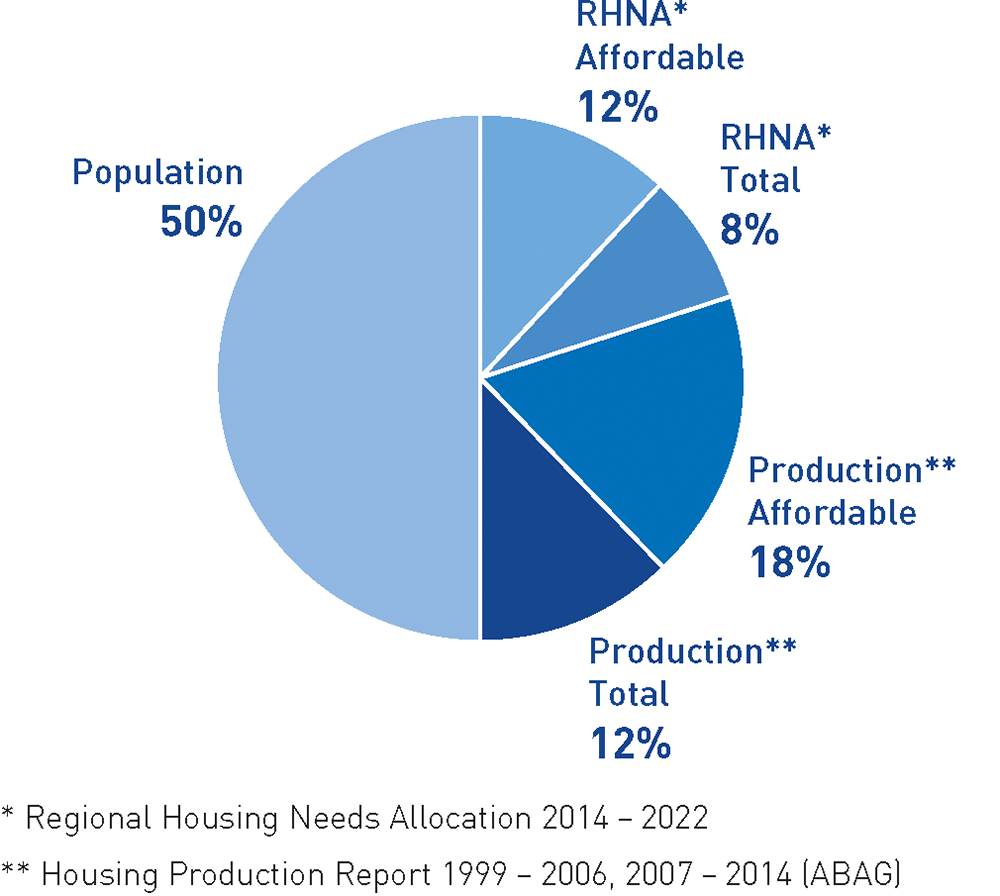 RHNA*
Affordable
12%
RHNA*
Total
8%
Population
50%
Production**
Affordable
18%
Production**
Total
12%
* Regional Housing Needs Allocation 2014 – 2022
** Housing Production Report 1999 – 2006, 2007 – 2014 (ABAG)